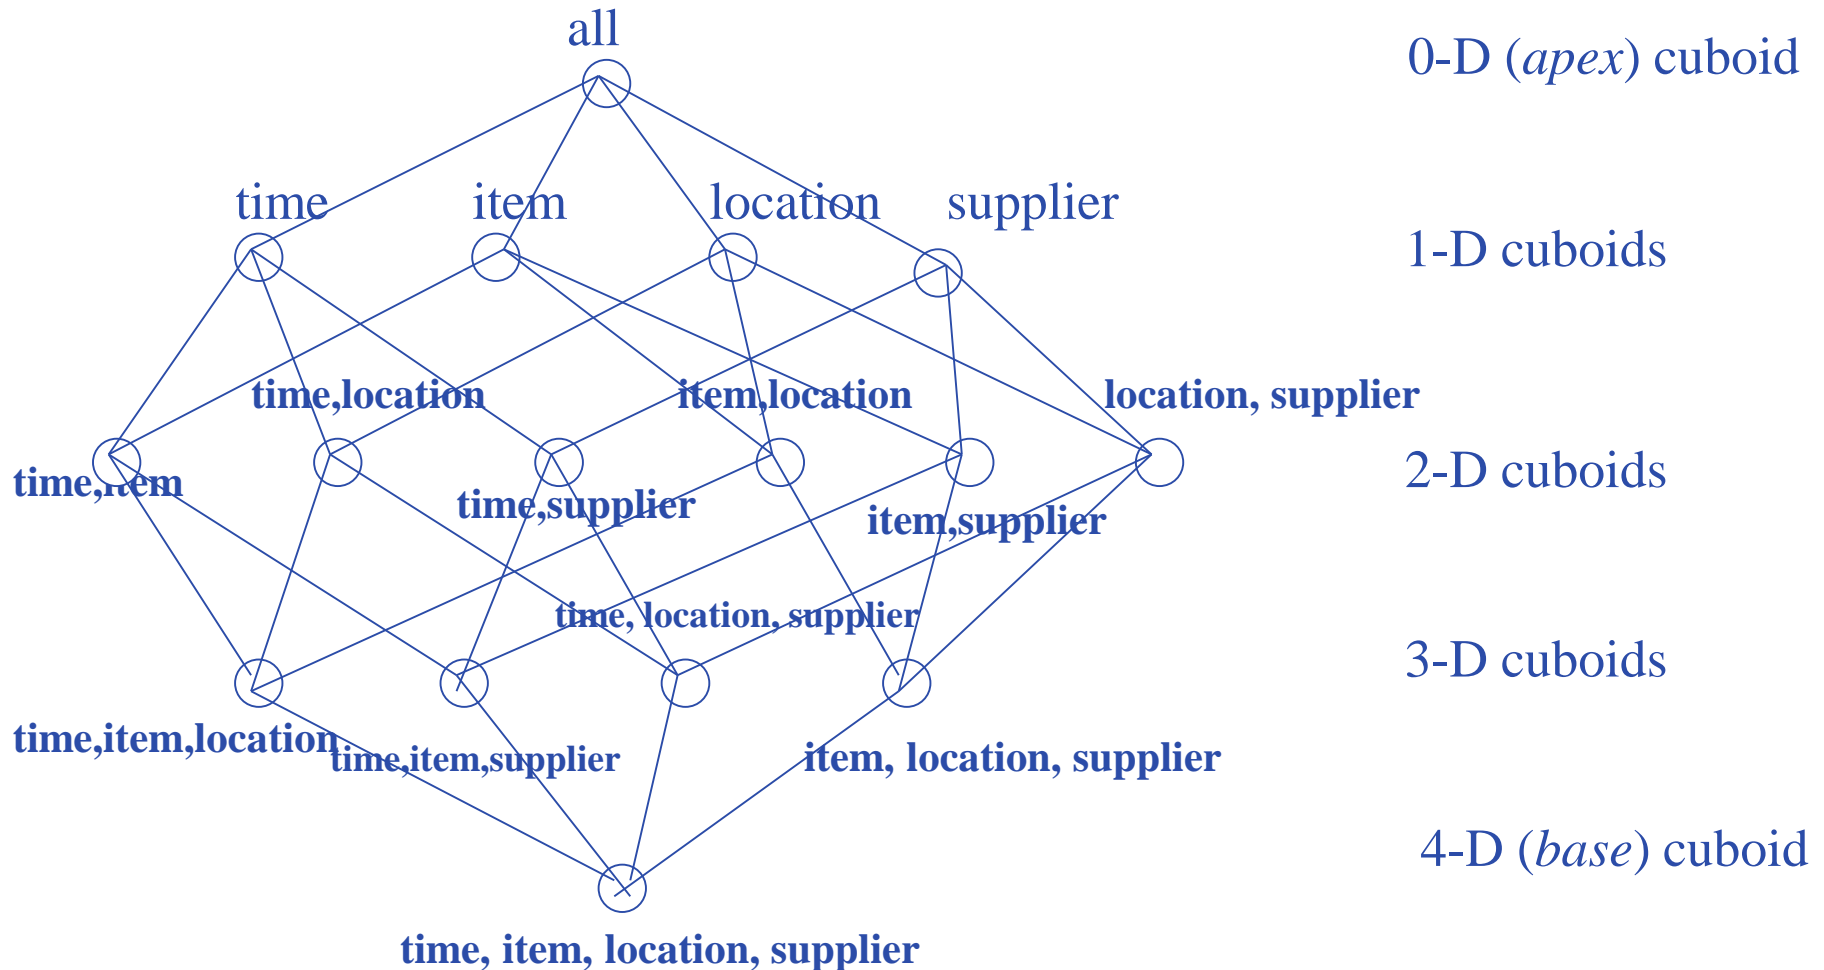 all
0-D (apex) cuboid
time
item
location
supplier
1-D cuboids
time,location
item,location
location, supplier
time,item
time,supplier
item,supplier
2-D cuboids
time, location, supplier
3-D cuboids
time,item,location
time,item,supplier
item, location, supplier
4-D (base) cuboid
time, item, location, supplier